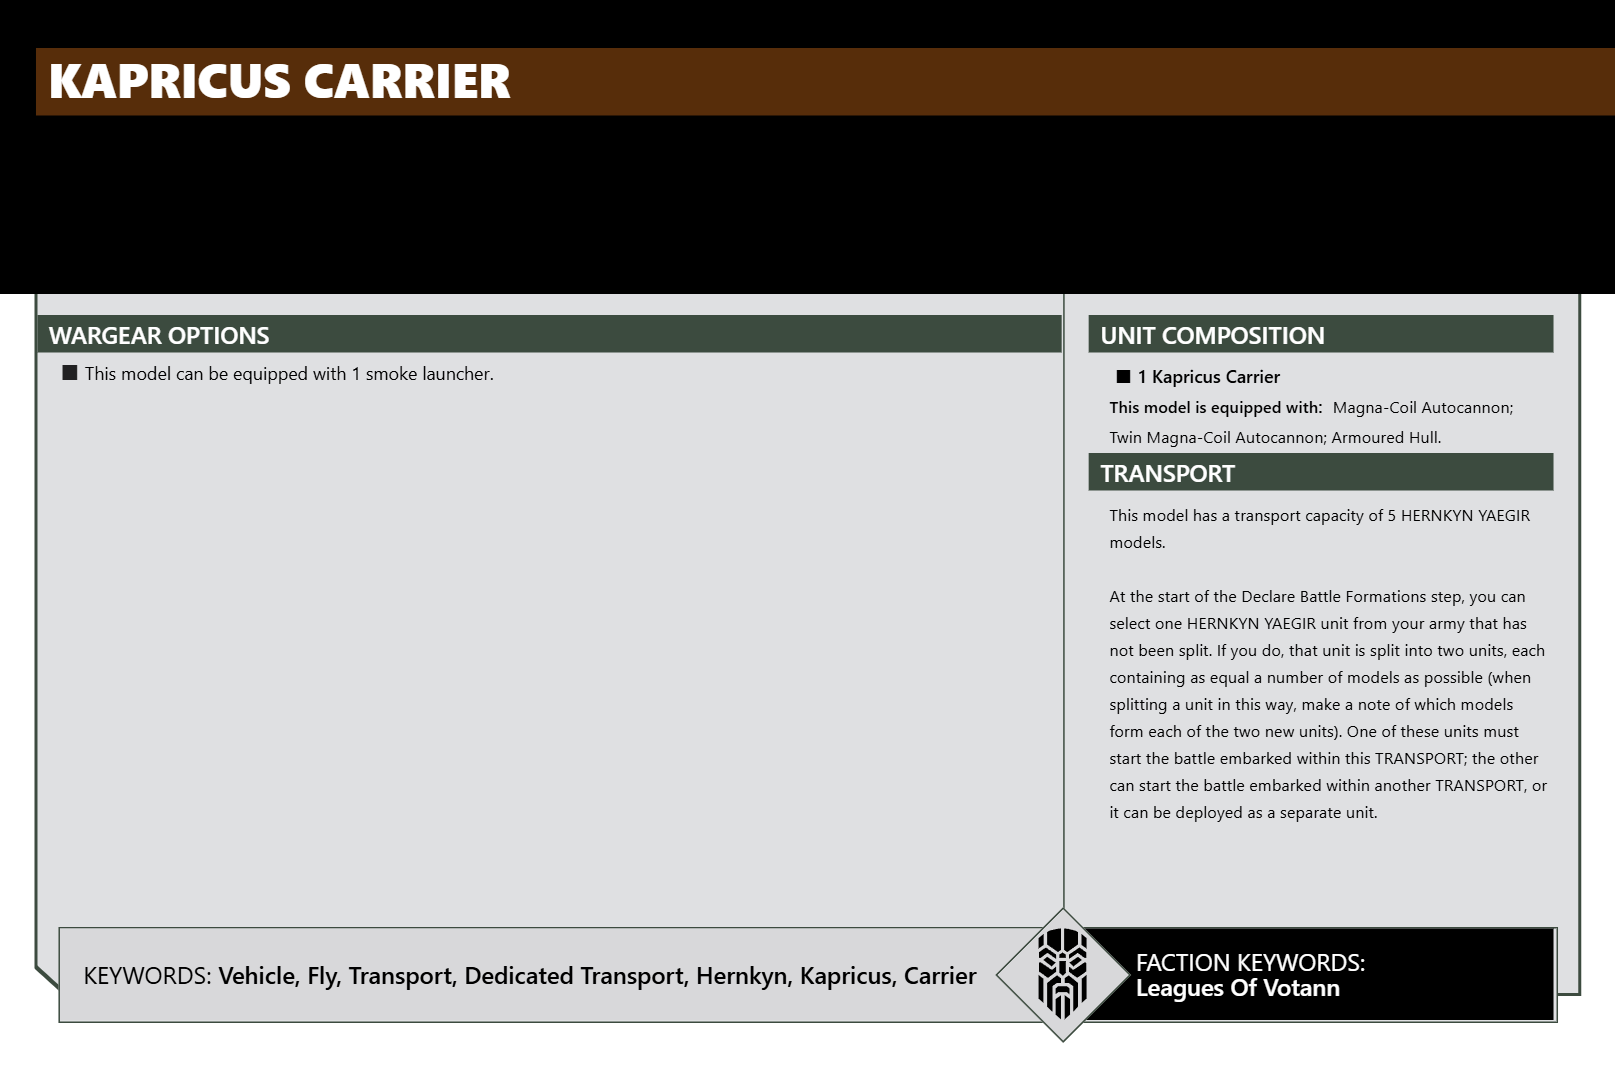 KAPRICUS CARRIER
WARGEAR OPTIONS
■ This model can be equipped with 1 smoke launcher.
UNIT COMPOSITION
■ 1 Kapricus Carrier
This model is equipped with: Magna-Coil Autocannon;
Twin Magna-Coil Autocannon; Armoured Hull.
TRANSPORT
This model has a transport capacity of 5 HERNKYN YAEGIR
models.
At the start of the Declare Battle Formations step, you can
select one HERNKYN YAEGIR unit from your army that has
not been split. If you do, that unit is split into two units, each
containing as equal a number of models as possible (when
splitting a unit in this way, make a note of which models
form each of the two new units). One of these units must
start the battle embarked within this TRANSPORT; the other
can start the battle embarked within another TRANSPORT, or
it can be deployed as a separate unit.
KEYWORDS: Vehicle, Fly, Transport, Dedicated Transport, Hernkyn, Kapricus, Carrier
FACTION KEYWORDS:
Leagues Of Votann